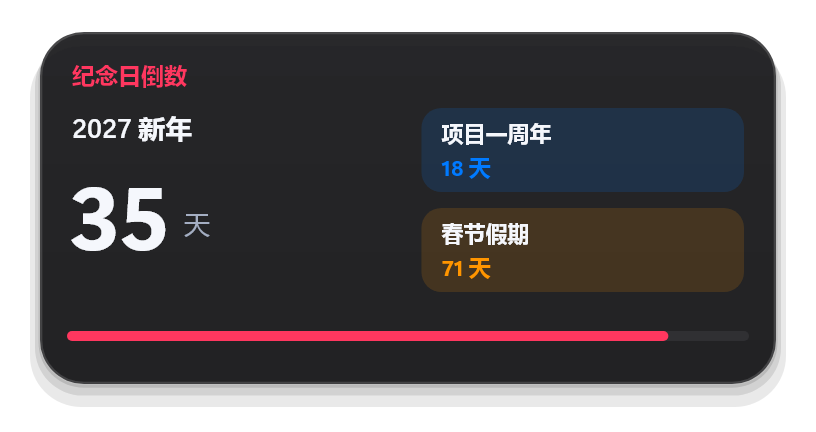 纪念日倒数
2027 新年
35 天
项目一周年
18 天
春节假期
71 天